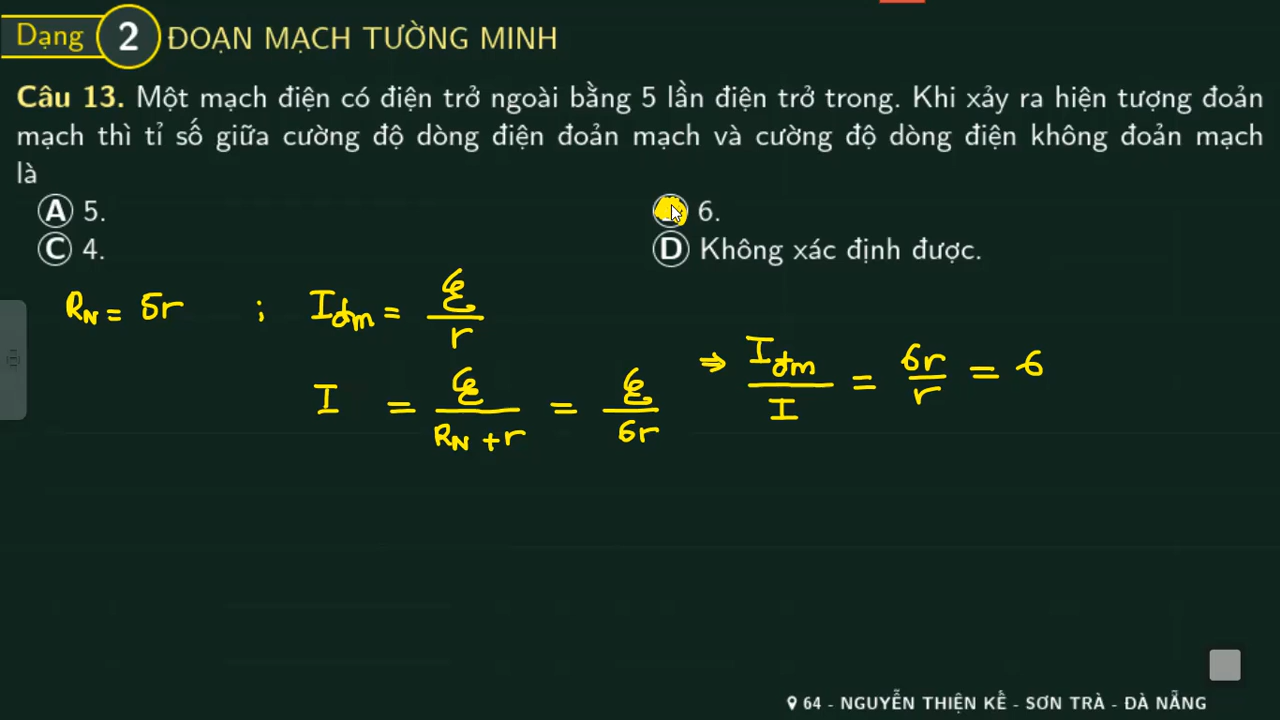 Dạng 2 ĐOẠN MẠCH TƯỜNG MINH
Câu 13. Một mạch điện có điện trở ngoài bằng 5 lần điện trở trong. Khi xảy ra hiện tượng đoản
mạch thì tỉ số giữa cường độ dòng điện đoản mạch và cường độ dòng điện không đoản mạch
là
A 5.
6.
C 4.
D Không xác định được.
R_N = 5r ; I_đm = ξ/r
I = ξ/(R_N + r) = ξ/6r
⇒ I_đm/I = 6r/r = 6
64 - NGUYỄN THIỆN KẾ - SƠN TRÀ - ĐÀ NẴNG